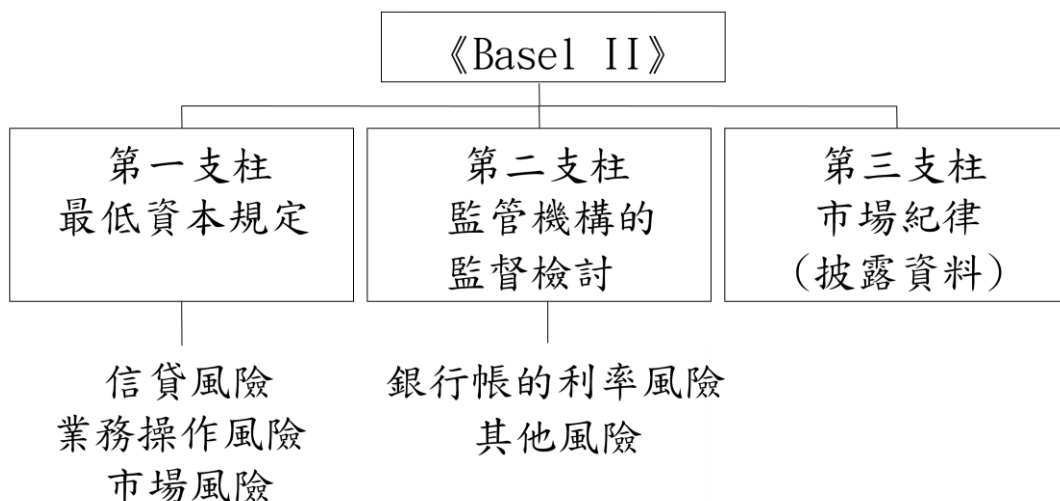 《Basel II》
第一支柱
最低資本規定
第二支柱
監管機構的
監督檢討
第三支柱
市場紀律
(披露資料)
信貸風險
業務操作風險
市場風險
銀行帳的利率風險
其他風險